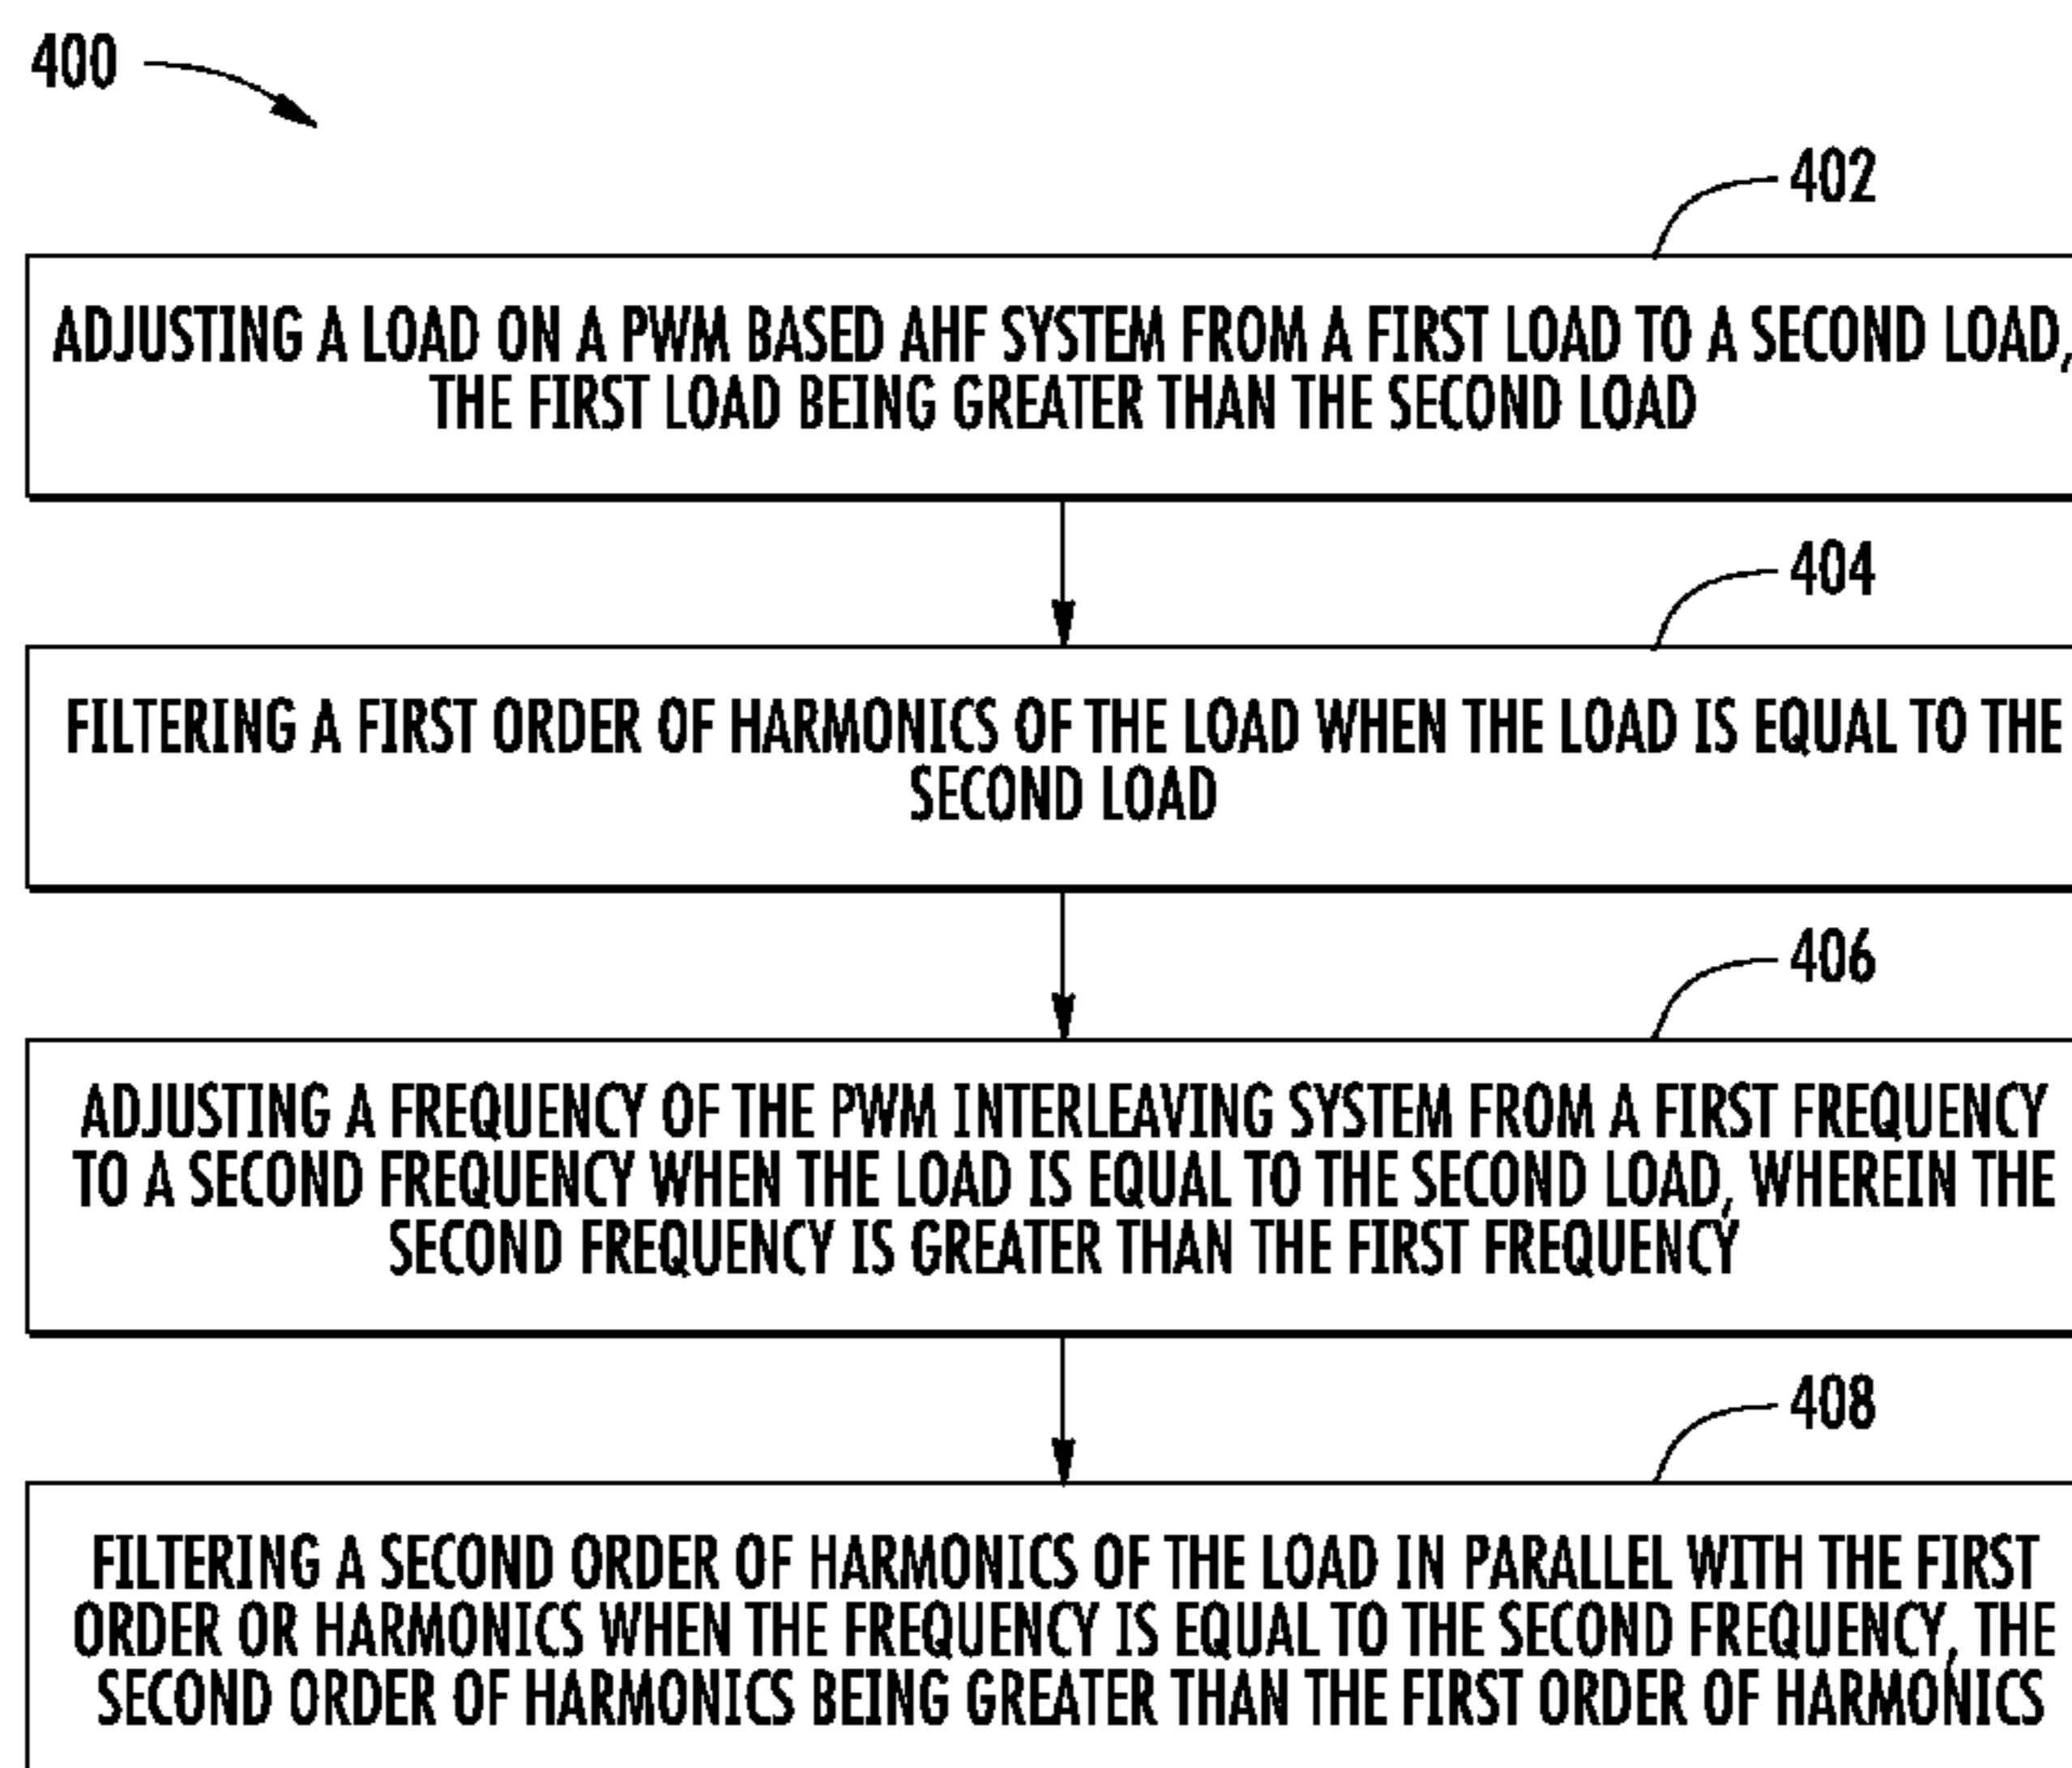 400
402
ADJUSTING A LOAD ON A PWM BASED AHF SYSTEM FROM A FIRST LOAD TO A SECOND LOAD,
THE FIRST LOAD BEING GREATER THAN THE SECOND LOAD
404
FILTERING A FIRST ORDER OF HARMONICS OF THE LOAD WHEN THE LOAD IS EQUAL TO THE
SECOND LOAD
406
ADJUSTING A FREQUENCY OF THE PWM INTERLEAVING SYSTEM FROM A FIRST FREQUENCY
TO A SECOND FREQUENCY WHEN THE LOAD IS EQUAL TO THE SECOND LOAD, WHEREIN THE
SECOND FREQUENCY IS GREATER THAN THE FIRST FREQUENCY
408
FILTERING A SECOND ORDER OF HARMONICS OF THE LOAD IN PARALLEL WITH THE FIRST
ORDER OR HARMONICS WHEN THE FREQUENCY IS EQUAL TO THE SECOND FREQUENCY, THE
SECOND ORDER OF HARMONICS BEING GREATER THAN THE FIRST ORDER OF HARMONICS